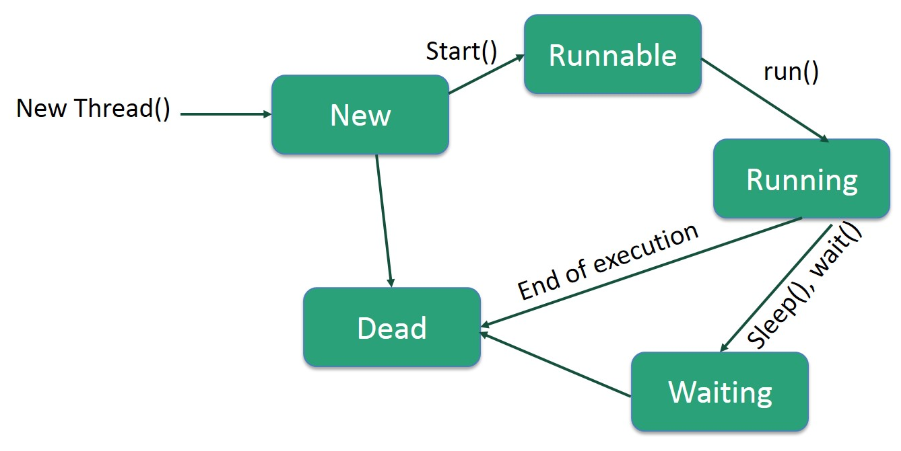 Start()
Runnable
run()
New Thread()
New
Running
End of execution
Sleep(), wait()
Dead
Waiting